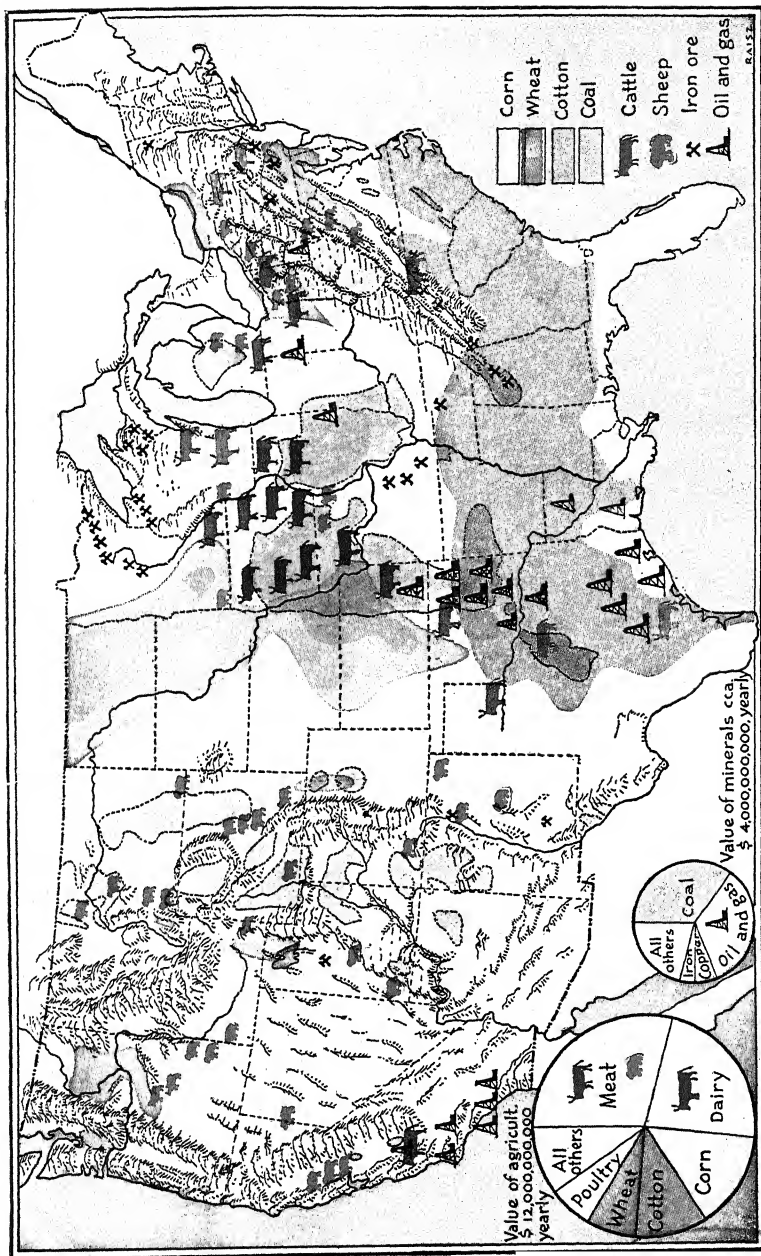 Corn
Wheat
Cotton
Coal
Cattle
Sheep
Iron ore
Oil and gas
RAISZ
Value of agricult.
$ 12,000,000,000
yearly
All
others
Poultry
Wheat
Cotton
Corn
Dairy
Meat
All
others
Iron
Copper
Oil and gas
Coal
Value of minerals cca.
$ 4,000,000,000, yearly